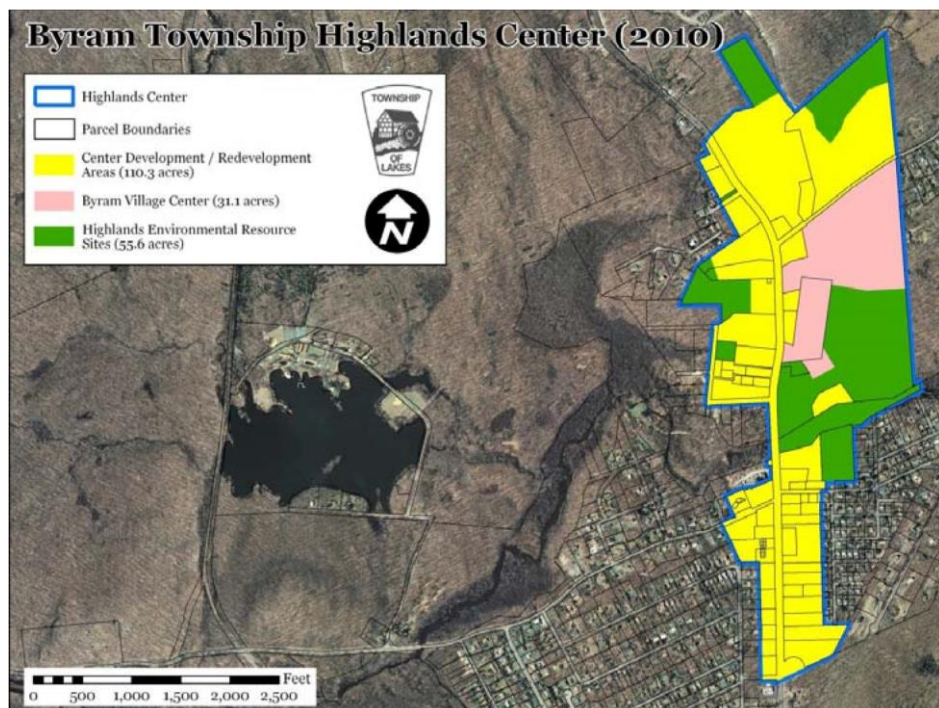 Byram Township Highlands Center (2010)
Highlands Center
Parcel Boundaries
Center Development / Redevelopment
Areas (110.3 acres)
Byram Village Center (31.1 acres)
Highlands Environmental Resource
Sites (55.6 acres)
TOWNSHIP
OF
LAKES
N
Feet
0 500 1,000 1,500 2,000 2,500